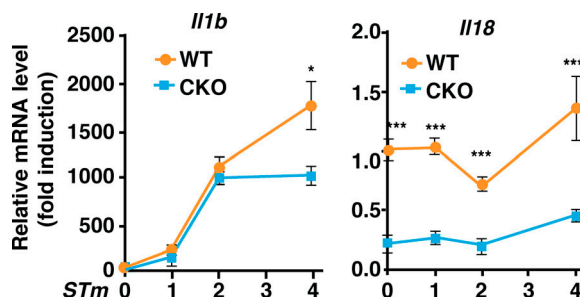 Il1b
Il18
Relative mRNA level
(fold induction)
2500
2000
1500
1000
500
0
WT
CKO
*
0 1 2 3 4
STm
2.0
1.5
1.0
0.5
0.0
WT
CKO
***
***
***
***
0 1 2 3 4